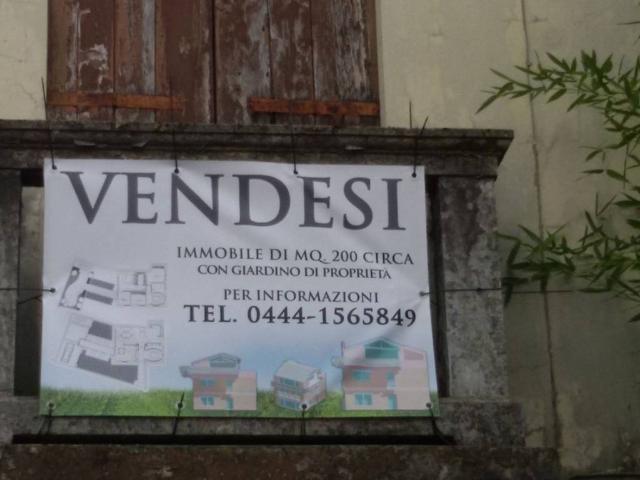 VENDESI
IMMOBILE DI MQ. 200 CIRCA
CON GIARDINO DI PROPRIETÀ
PER INFORMAZIONI
TEL. 0444-1565849